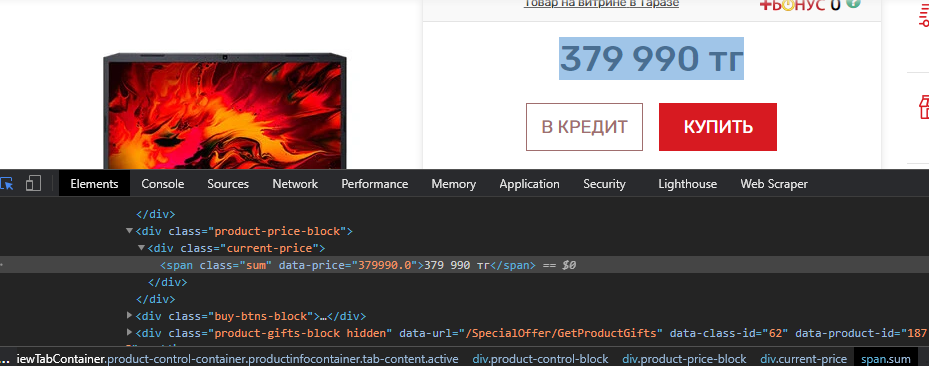 Товар на витрине в Таразе
+БОНУС 0 ?
379 990 тг
В КРЕДИТ
КУПИТЬ
Elements Console Sources Network Performance Memory Application Security Lighthouse Web Scraper
</div>
<div class="product-price-block">
<div class="current-price">
<span class="sum" data-price="379990.0">379 990 тг</span> == $0
</div>
</div>
<div class="buy-btns-block">…</div>
<div class="product-gifts-block hidden" data-url="/SpecialOffer/GetProductGifts" data-class-id="62" data-product-id="187
... iewTabContainer.product-control-container.productinfocontainer.tab-content.active div.product-control-block div.product-price-block div.current-price span.sum